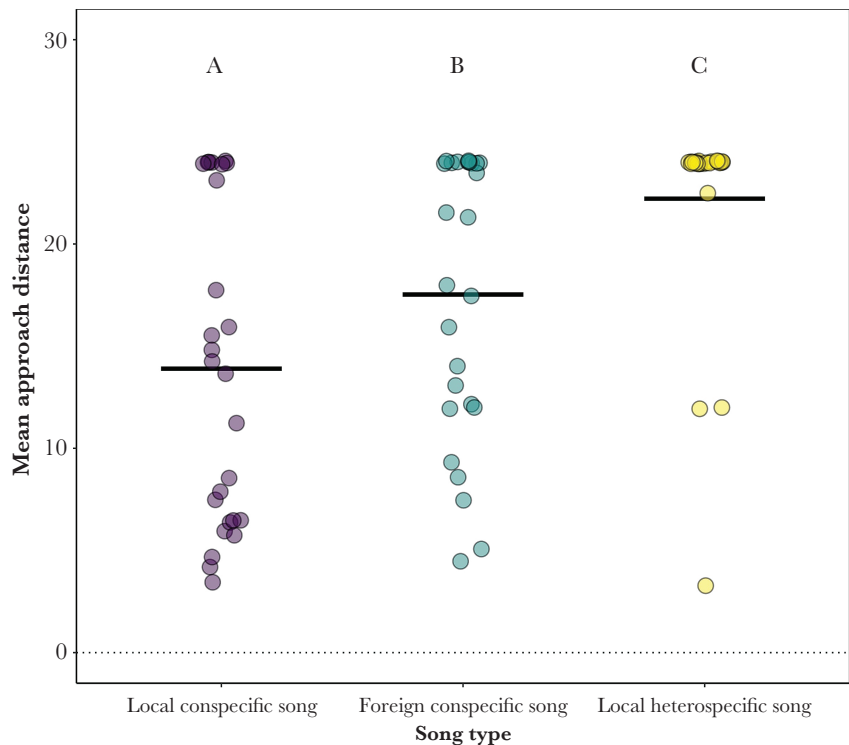 30
A
B
C
20
10
0
Mean approach distance
Local conspecific song
Foreign conspecific song
Local heterospecific song
Song type